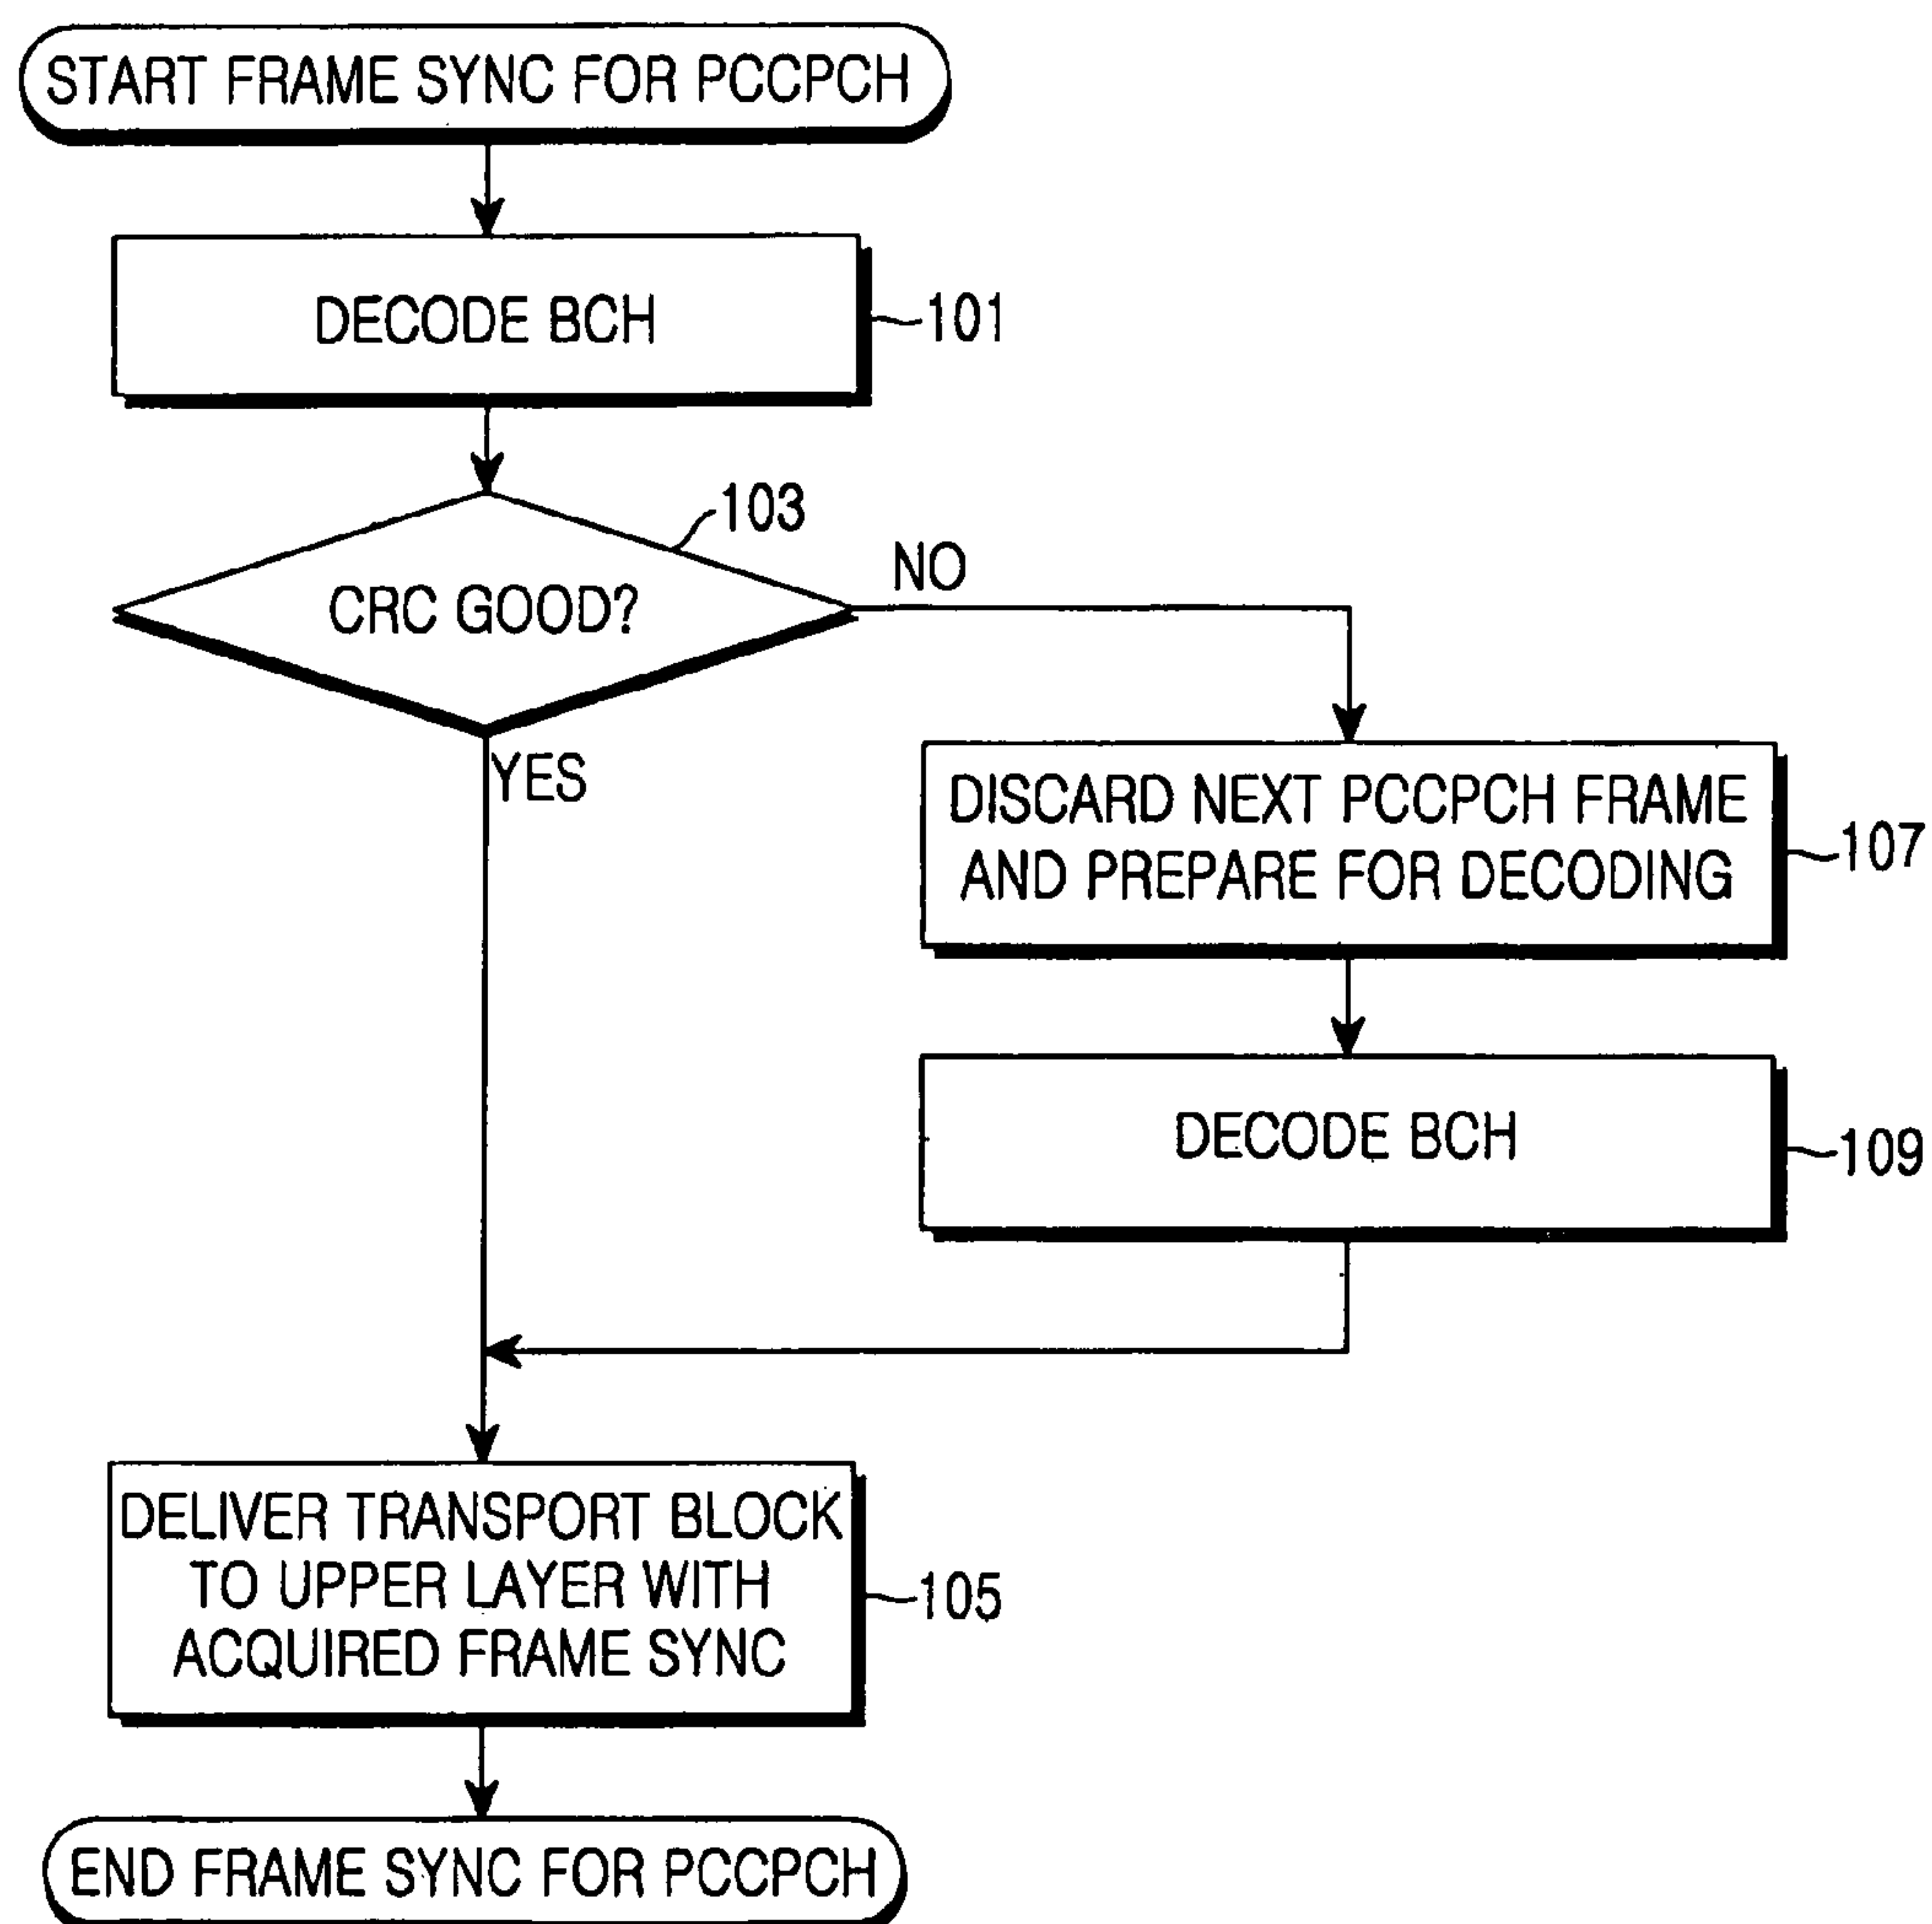 START FRAME SYNC FOR PCCPCH
DECODE BCH
101
103
CRC GOOD?
NO
YES
DISCARD NEXT PCCPCH FRAME
AND PREPARE FOR DECODING
107
DECODE BCH
109
DELIVER TRANSPORT BLOCK
TO UPPER LAYER WITH
ACQUIRED FRAME SYNC
105
END FRAME SYNC FOR PCCPCH